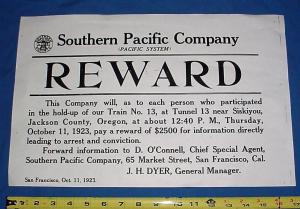 Southern Pacific Company
(PACIFIC SYSTEM)
REWARD
This Company will, as to each person who participated
in the hold-up of our Train No. 13, at Tunnel 13 near Siskiyou,
Jackson County, Oregon, at about 12:40 P. M., Thursday,
October 11, 1923, pay a reward of $2500 for information directly
leading to arrest and conviction.
Forward information to D. O'Connell, Chief Special Agent,
Southern Pacific Company, 65 Market Street, San Francisco, Cal.
J. H. DYER, General Manager.
San Francisco, Oct. 11, 1923.